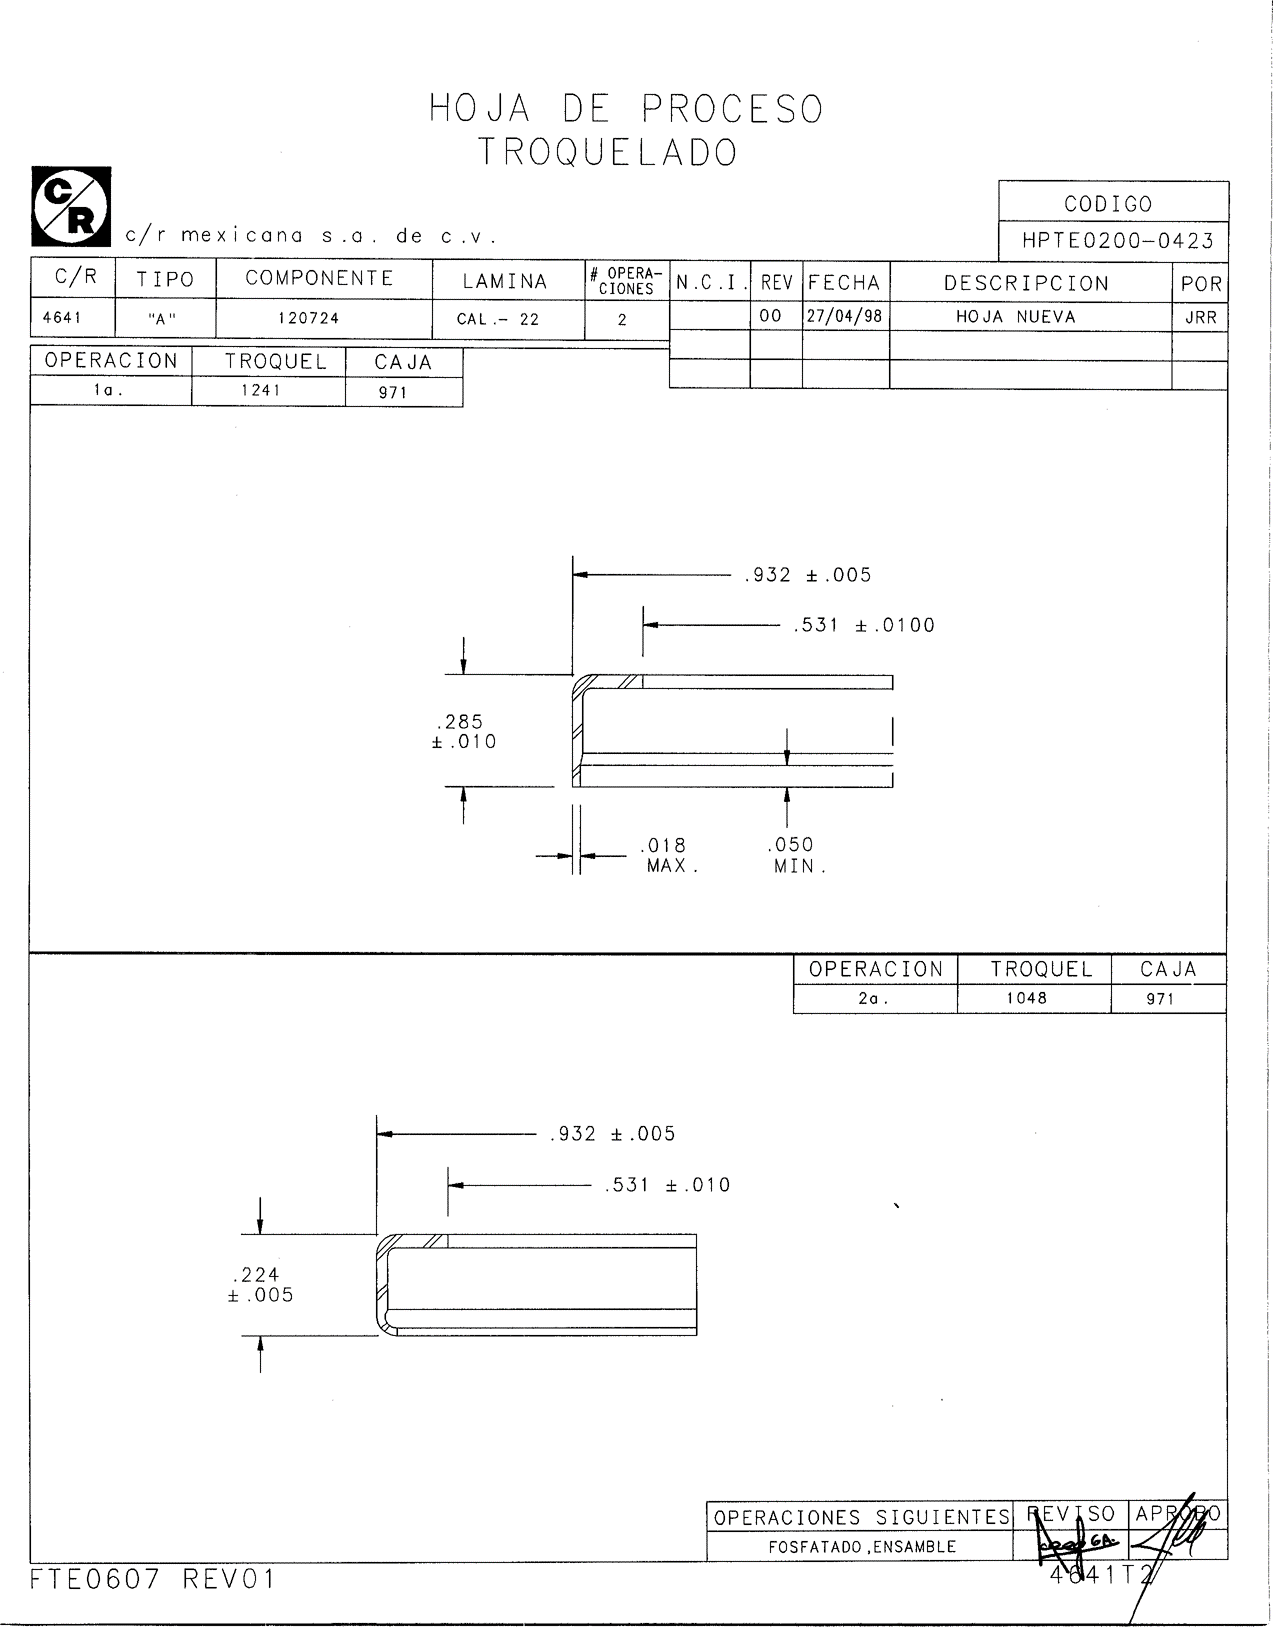 HOJA DE PROCESO
TROQUELADO
C/R
c/r mexicana s.a. de c.v.
CODIGO
HPTE0200-0423
C/R TIPO COMPONENTE LAMINA # OPERA-CIONES N.C.I. REV FECHA DESCRIPCION POR
4641 "A" 120724 CAL.- 22 2 00 27/04/98 HOJA NUEVA JRR
OPERACION TROQUEL CAJA
1a. 1241 971
.932 ±.005
.531 ±.0100
.285
±.010
.018
MAX.
.050
MIN.
OPERACION TROQUEL CAJA
2a. 1048 971
.932 ±.005
.531 ±.010
.224
±.005
OPERACIONES SIGUIENTES REVISO APROBO
FOSFATADO,ENSAMBLE
FTE0607 REV01
4641T2